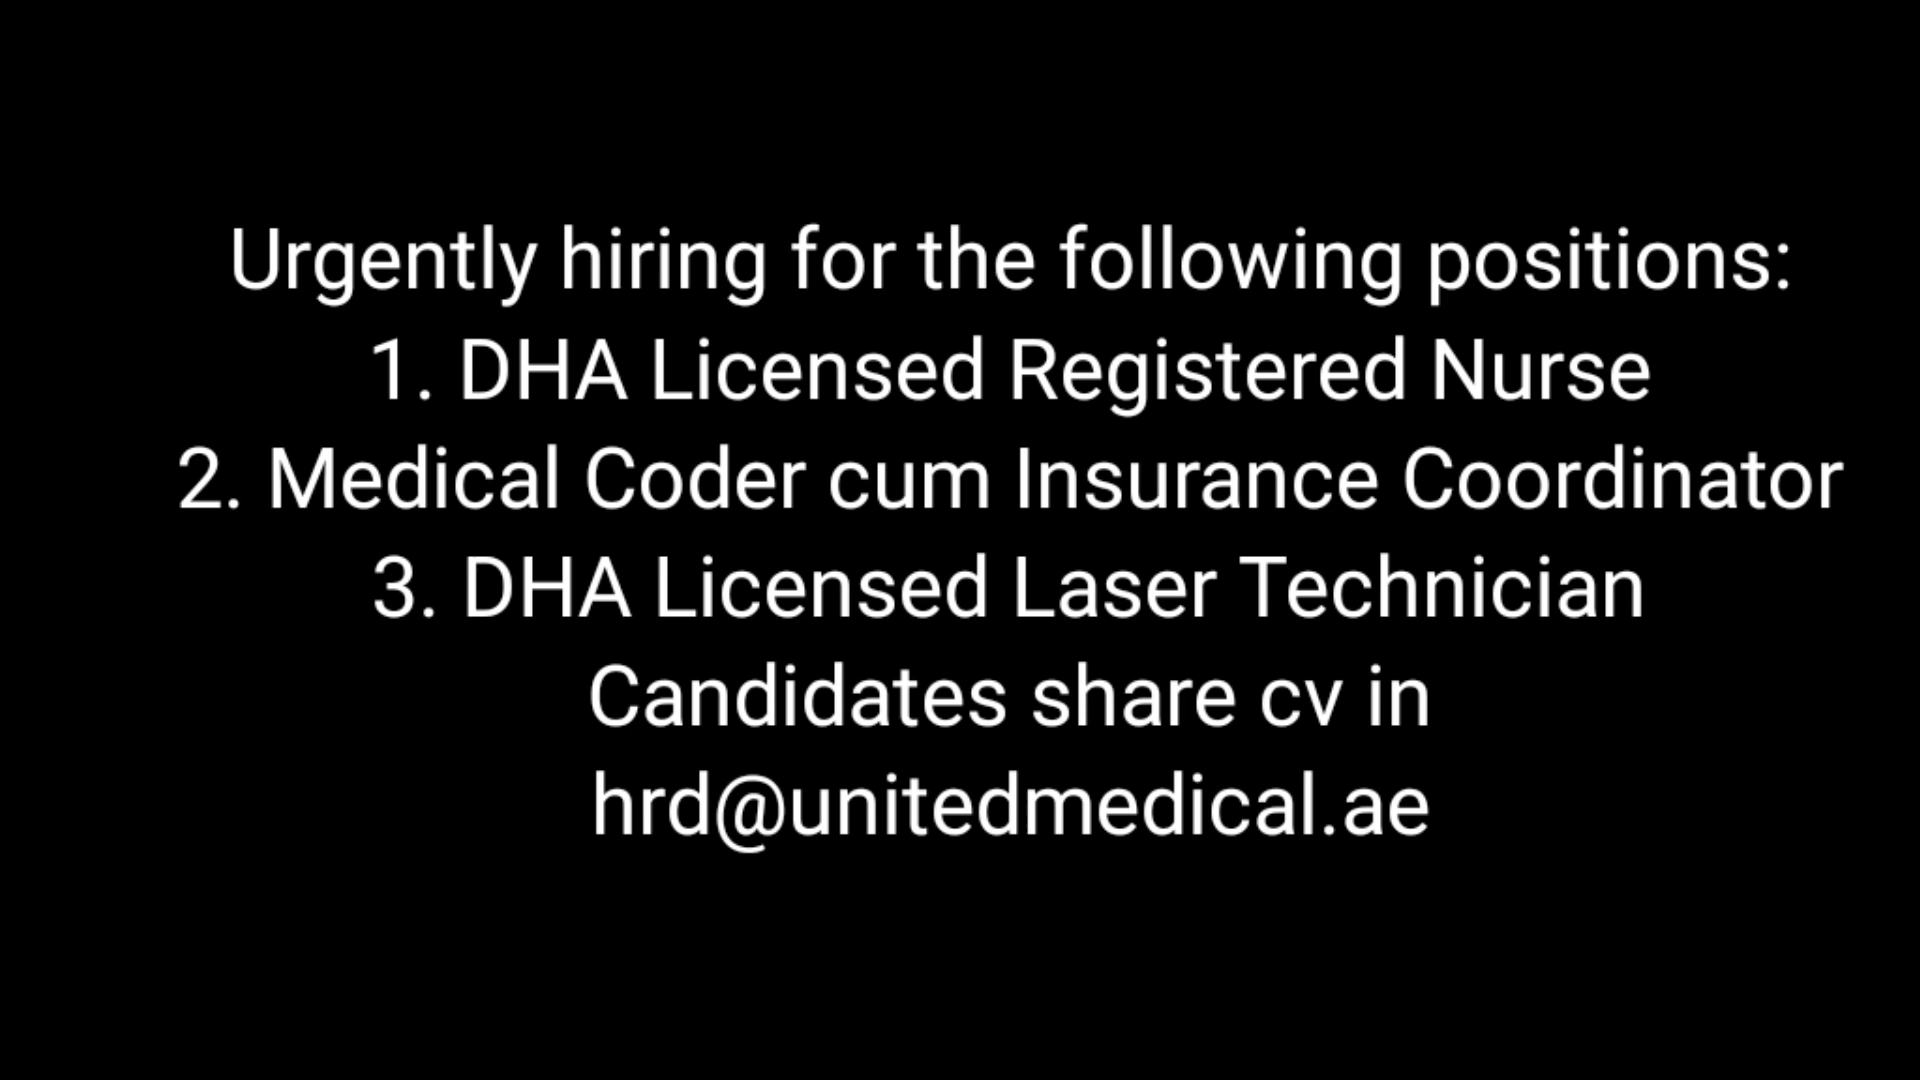 Urgently hiring for the following positions:
1. DHA Licensed Registered Nurse
2. Medical Coder cum Insurance Coordinator
3. DHA Licensed Laser Technician
Candidates share cv in
hrd@unitedmedical.ae